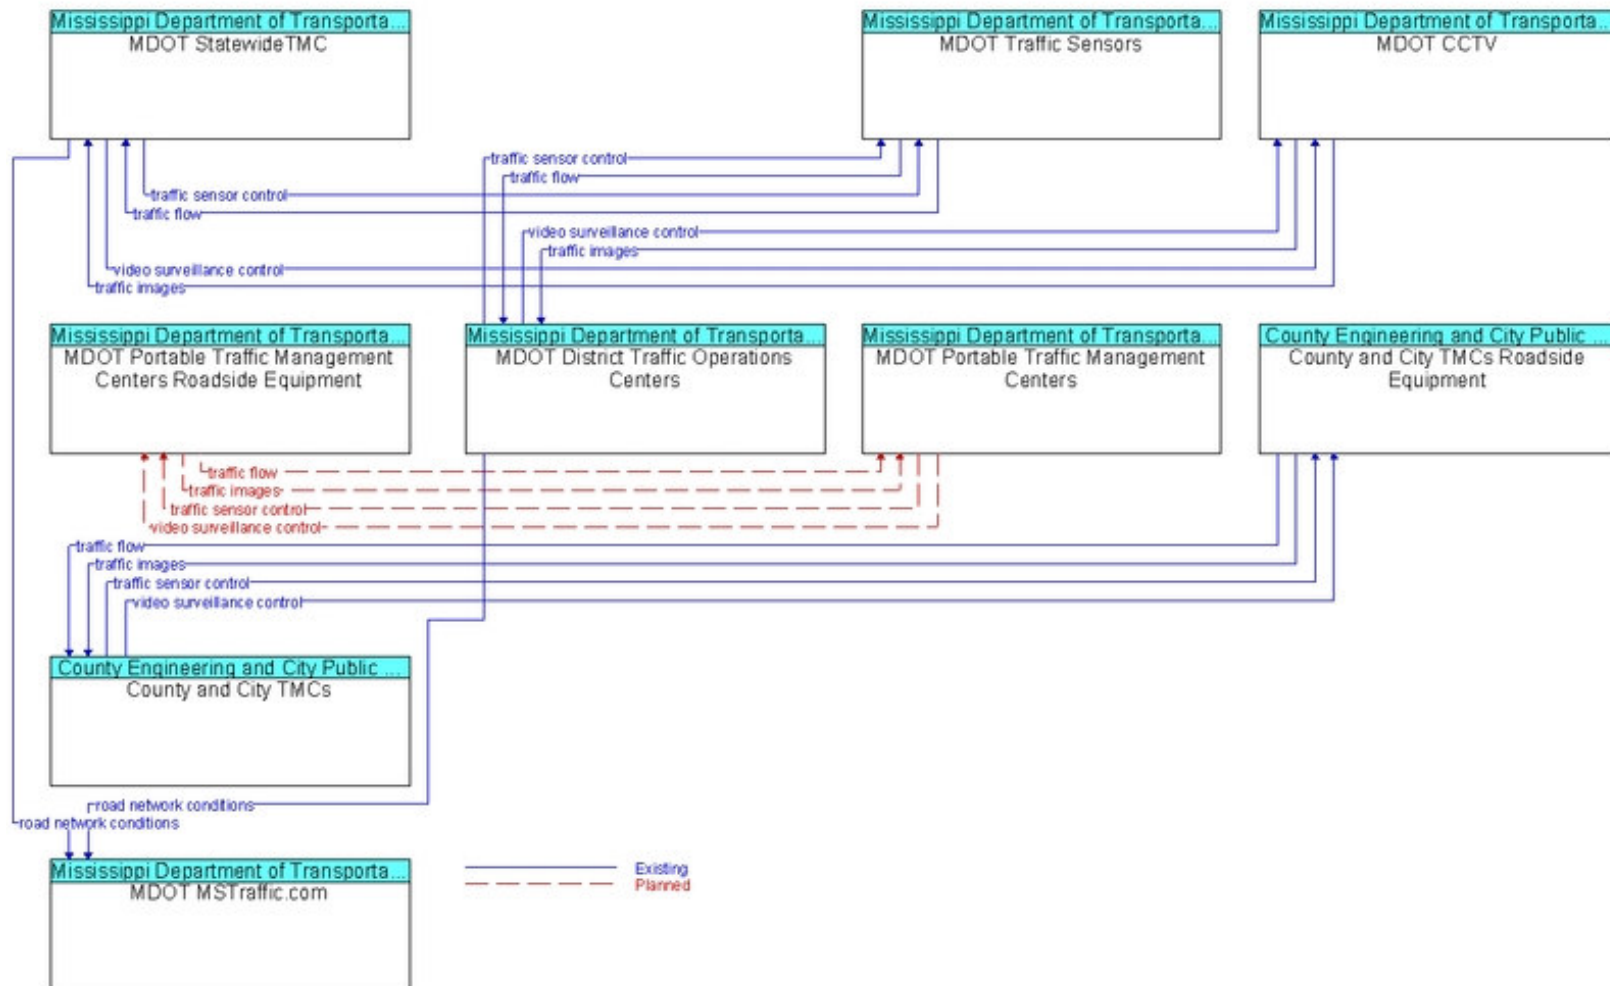 Mississippi Department of Transporta...
MDOT StatewideTMC
Mississippi Department of Transporta...
MDOT Traffic Sensors
Mississippi Department of Transporta...
MDOT CCTV
traffic sensor control
traffic flow
traffic sensor control
traffic flow
video surveillance control
traffic images
video surveillance control
traffic images
Mississippi Department of Transporta...
MDOT Portable Traffic Management
Centers Roadside Equipment
Mississippi Department of Transporta...
MDOT District Traffic Operations
Centers
Mississippi Department of Transporta...
MDOT Portable Traffic Management
Centers
County Engineering and City Public ...
County and City TMCs Roadside
Equipment
traffic flow
traffic images
traffic sensor control
video surveillance control
traffic flow
traffic images
traffic sensor control
video surveillance control
County Engineering and City Public ...
County and City TMCs
road network conditions
road network conditions
Mississippi Department of Transporta...
MDOT MSTraffic.com
Existing
Planned